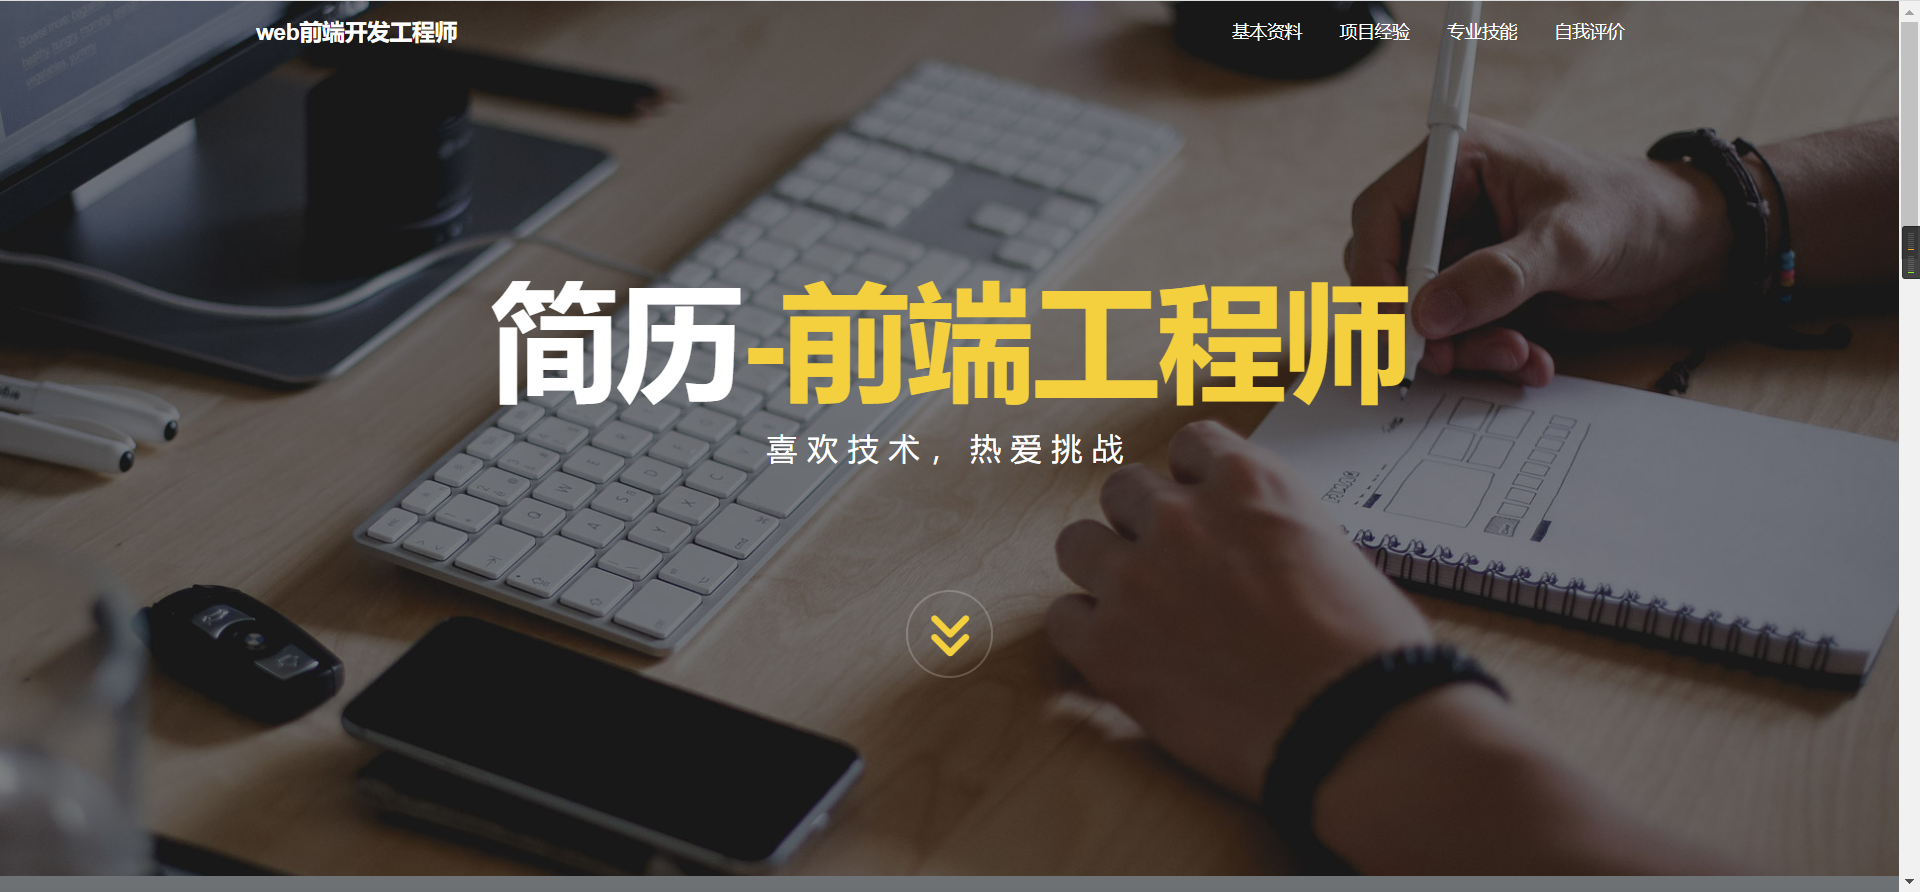 web前端开发工程师
基本资料 项目经验 专业技能 自我评价
简历-前端工程师
喜欢技术，热爱挑战